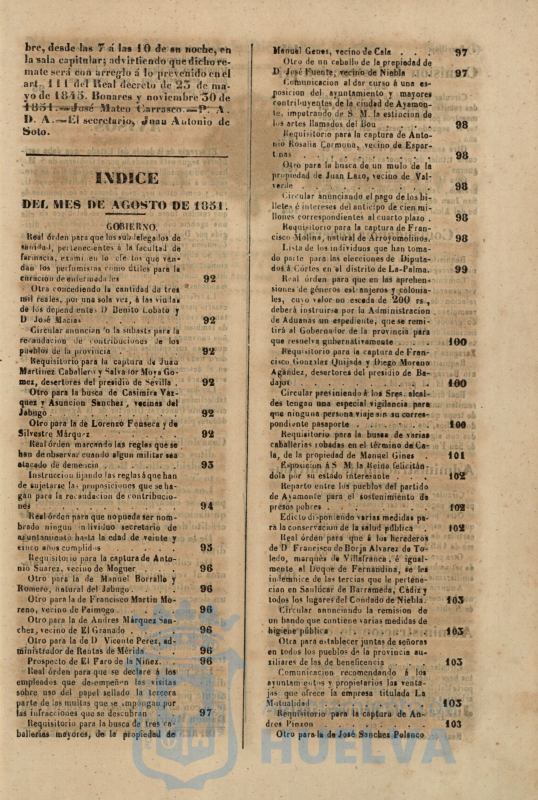 bre, desde las 7 á las 10 de su noche, en
la sala capitular; advirtiendo que dicho re-
mate será con arreglo á lo prevenido en el
art. 111 del Real decreto de 23 de ma-
yo de 1845. Bonares y noviembre 30 de
1851.—José Mateo Carrasco.—P. A.
D. A.—El secretario, Juan Antonio de
Soto.
INDICE
DEL MES DE AGOSTO DE 1851.
GOBIERNO.
Real órden para que los subdelegados de
sanidad, pertenecientes á la facultad de
farmacia, examinen los efectos que ven-
dan los perfumistas como útiles para la
curacion de enfermedades 92
Otra concediendo la cantidad de tres
mil reales, por una sola vez, á las viudas
de los dependientes D. Benito Lobato y
D. José Macias 92
Circular anunciando la subasta para la
recaudacion de contribuciones de los
pueblos de la provincia . 92
Requisitorio para la captura de Juan
Martinez Caballero y Salvador Moya Go-
mez, desertores del presidio de Sevilla . 92
Otro para la busca de Casimira Vaz-
quez y Asuncion Sanchez, vecinas del
Jabugo 92
Otro para la de Lorenzo Fonseca y de
Silvestre Márquez 92
Real órden marcando las reglas que se
han de observar cuando algun militar sea
atacado de demencia . 93
Instruccion fijando las reglas á que han
de sujetarse las proposiciones que se ha-
gan para la recaudacion de contribucio-
nes 94
Real órden para que no pueda ser nom-
brado ningun individuo secretario de
ayuntamiento hasta la edad de veinte y
cinco años cumplidos 95
Requisitorio para la captura de Anto-
nio Suarez, vecino de Moguer 96
Otro para la de Manuel Borrallo y
Romero, natural del Jabugo. 96
Otro para la de Francisco Martin Mo-
reno, vecino de Paimogo 96
Otro para la de Andres Márquez San-
chez, vecino de El Granado 96
Otro para la de D. Vicente Perez, ad-
ministrador de Rentas de Mérida 96
Prospecto de El Faro de la Niñez. 96
Real órden para que se declare á los
empleados que desempeñen las visitas
sobre uso del papel sellado la tercera
parte de las multas que se impongan por
las infracciones que se descubran 97
Requisitorio para la busca de tres ca-
ballerias mayores, de la propiedad de
Manuel Genes, vecino de Cala . . . 97
Otro de un caballo de la propiedad de
D. José Fuente, vecino de Niebla 97
Comunicacion al dar curso á una es-
posicion del ayuntamiento y mayores
contribuyentes de la ciudad de Ayamon-
te, impetrando de S. M. la estincion de
los artes llamados del Bou 98
Requisitorio para la captura de Anto-
nio Rosalia Carmona, vecino de Espar-
tinas 98
Otro para la busca de un mulo de la
propiedad de Juan Lazo, vecino de Val-
verde 98
Circular anunciando el pago de los bi-
lletes é intereses del anticipo de cien mi-
llones correspondientes al cuarto plazo . 98
Requisitorio para la captura de Fran-
cisco Molina, natural de Arroyomolinos. 98
Lista de los individuos que han toma-
do parte para las elecciones de Diputa-
dos á Córtes en el distrito de La-Palma. 99
Real órden para que en las aprehen-
siones de géneros estranjeros y colonia-
les, cuyo valor no esceda de 200 rs.,
deberá instruirse por la Administracion
de Aduanas un espediente, que se remi-
tirá al Gobernador de la provincia para
que resuelva gubernativamente 100
Requisitorio para la captura de Fran-
cisco Gonzalez Quijada y Diego Moreno
Agandez, desertores del presidio de Ba-
dajoz 100
Circular previniendo á los Sres. alcal-
des tengan una especial vigilancia para
que ninguna persona viaje sin su corres-
pondiente pasaporte 100
Requisitorio para la busca de varias
caballerias robadas en el término de Ca-
la, de la propiedad de Manuel Gines 101
Esposicion á S. M. la Reina felicitán-
dola por su estado interesante 102
Reparto entre los pueblos del partido
de Ayamonte para el sostenimiento de
presos pobres 102
Edicto disponiendo varias medidas pa-
ra la conservacion de la salud pública 102
Real órden para que á los herederos
de D. Francisco de Borja Alvarez de To-
ledo, marqués de Villafranca, é igual-
mente al Duque de Fernandina, se les
indemnice de las tercias que le pertene-
cian en Sanlúcar de Barrameda, Cádiz y
todos los lugares del Condado de Niebla. 103
Circular anunciando la remision de
un bando que contiene varias medidas de
higiene pública 103
Otra para establecer juntas de señoras
en todos los pueblos de la provincia au-
xiliares de las de beneficencia 103
Comunicacion recomendando á los
ayuntamientos y propietarios las venta-
jas que ofrece la empresa titulada La
Mutualidad 103
Requisitorio para la captura de An-
dres Pinzon 103
Otro para la de José Sanchez Polanco
HUELVA